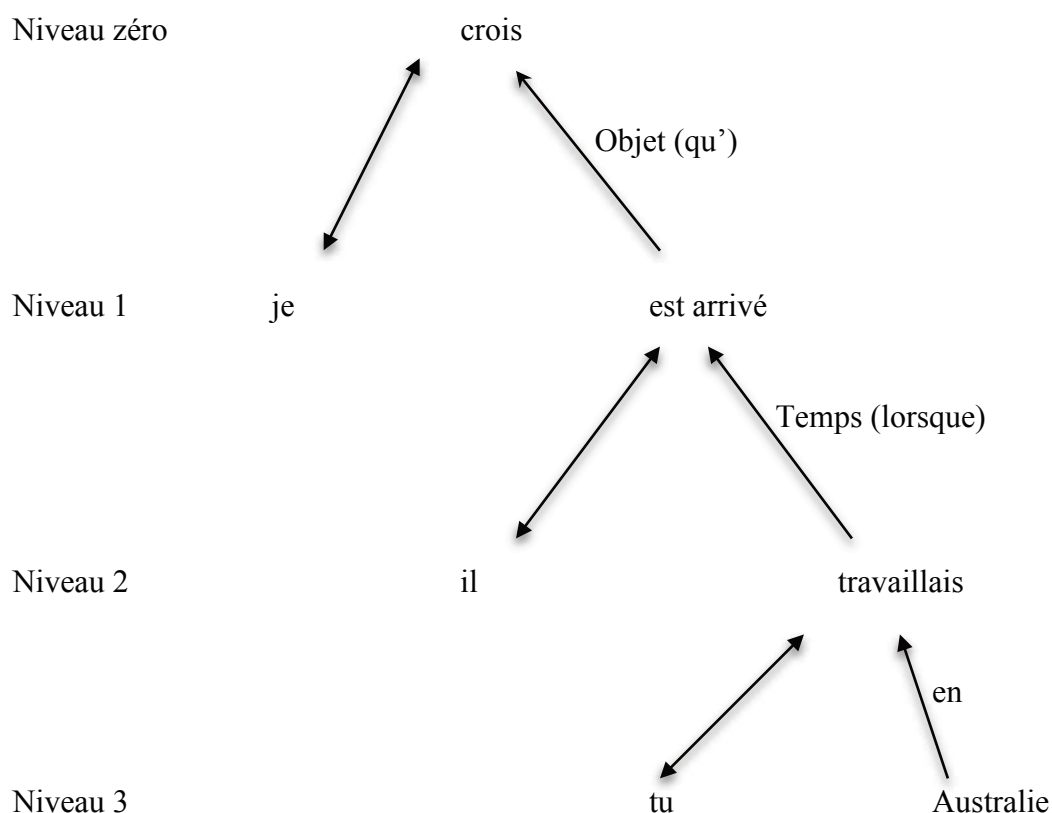 Niveau zéro crois
Objet (qu’)
Niveau 1 je est arrivé
Temps (lorsque)
Niveau 2 il travaillais
en
Niveau 3 tu Australie